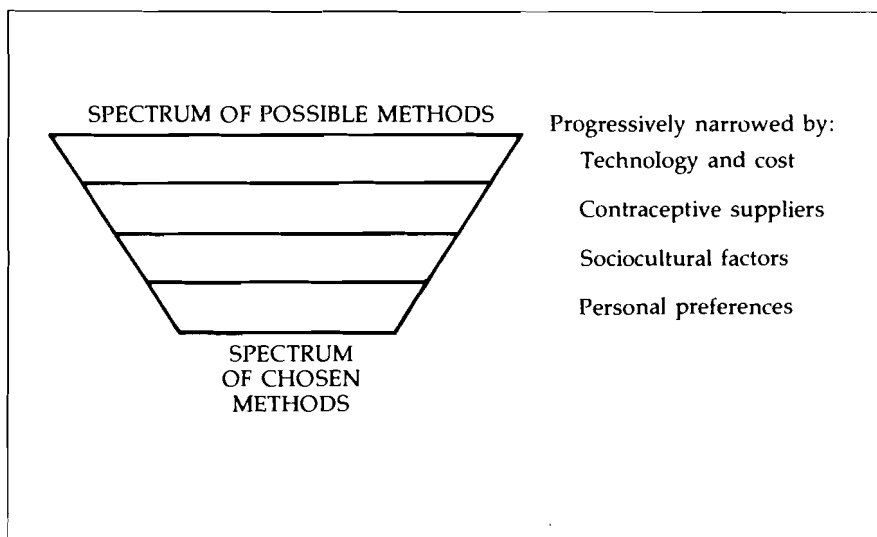 SPECTRUM OF POSSIBLE METHODS
Progressively narrowed by:
Technology and cost
Contraceptive suppliers
Sociocultural factors
Personal preferences
SPECTRUM
OF CHOSEN
METHODS